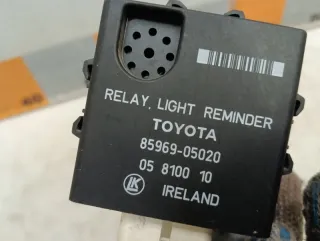 RELAY. LIGHT REMINDER
TOYOTA
85969-05020
05 8100 10
LK IRELAND